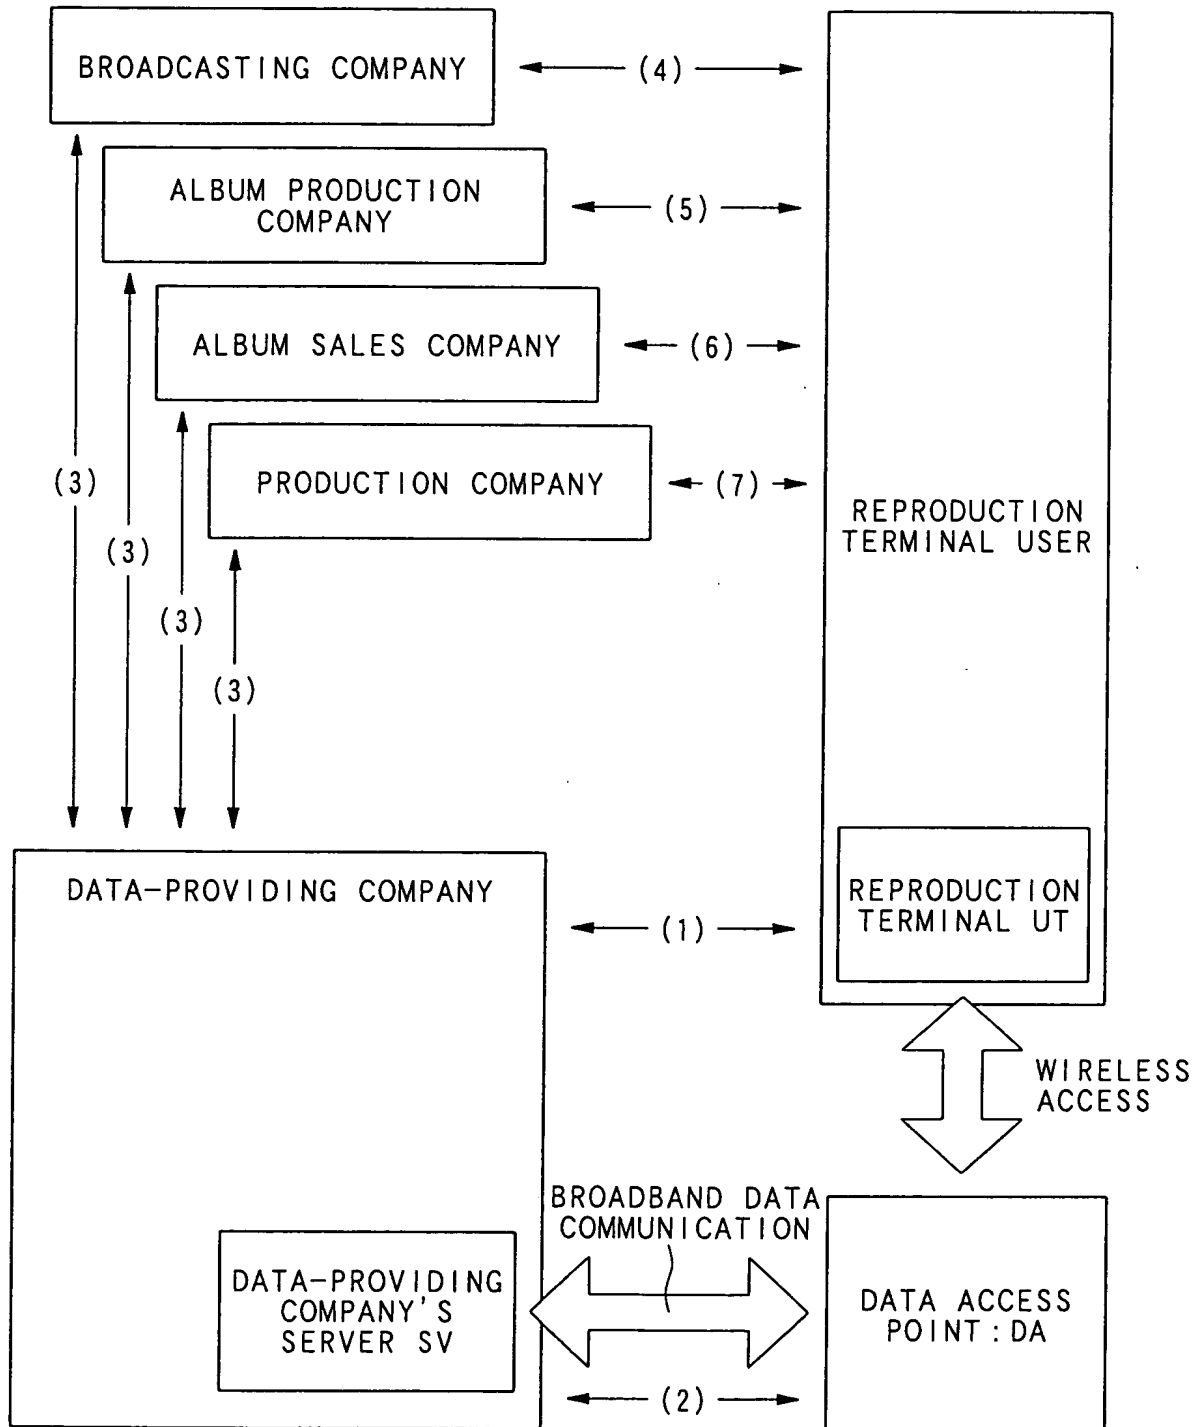 BROADCASTING COMPANY
(4)
ALBUM PRODUCTION
COMPANY
(5)
ALBUM SALES COMPANY
(6)
PRODUCTION COMPANY
(7)
(3)
(3)
(3)
(3)
REPRODUCTION
TERMINAL USER
DATA-PROVIDING COMPANY
(1)
REPRODUCTION
TERMINAL UT
WIRELESS
ACCESS
BROADBAND DATA
COMMUNICATION
DATA-PROVIDING
COMPANY'S
SERVER SV
DATA ACCESS
POINT:DA
(2)